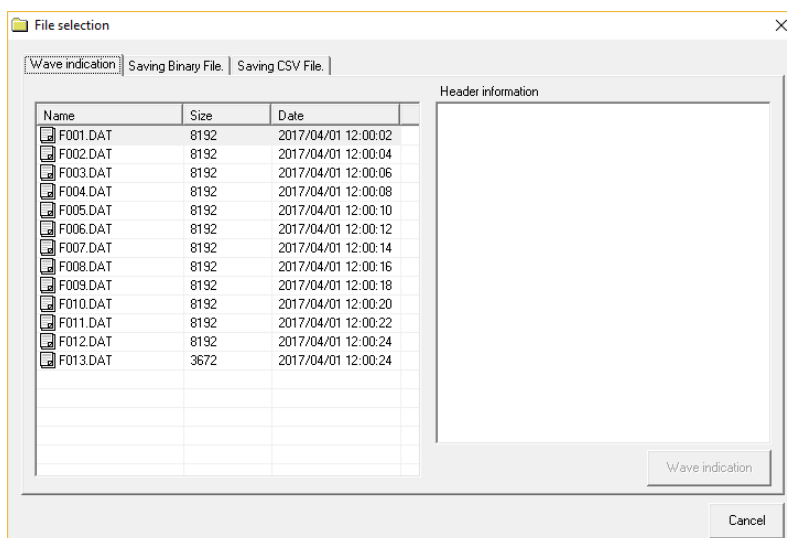 File selection
Wave indication Saving Binary File. Saving CSV File.
Header information
Name Size Date
F001.DAT 8192 2017/04/01 12:00:02
F002.DAT 8192 2017/04/01 12:00:04
F003.DAT 8192 2017/04/01 12:00:06
F004.DAT 8192 2017/04/01 12:00:08
F005.DAT 8192 2017/04/01 12:00:10
F006.DAT 8192 2017/04/01 12:00:12
F007.DAT 8192 2017/04/01 12:00:14
F008.DAT 8192 2017/04/01 12:00:16
F009.DAT 8192 2017/04/01 12:00:18
F010.DAT 8192 2017/04/01 12:00:20
F011.DAT 8192 2017/04/01 12:00:22
F012.DAT 8192 2017/04/01 12:00:24
F013.DAT 3672 2017/04/01 12:00:24
Wave indication
Cancel